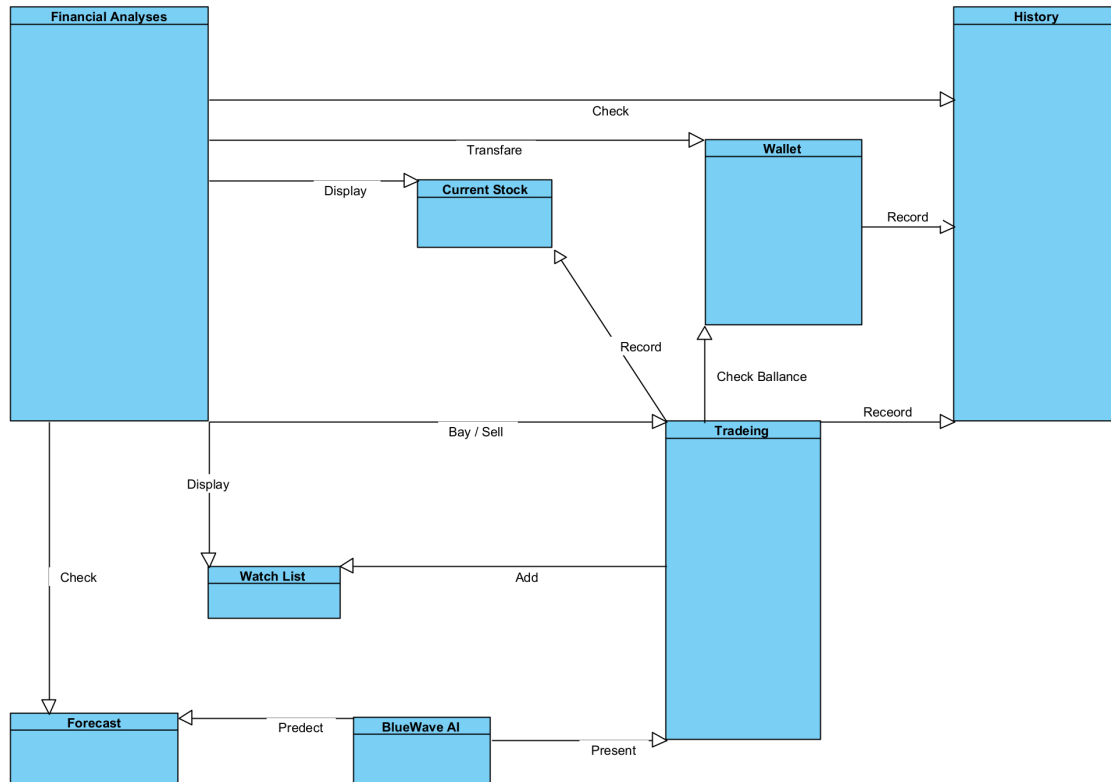 Financial Analyses
History
Check
Transfare
Wallet
Display
Current Stock
Record
Record
Check Ballance
Receord
Bay / Sell
Tradeing
Display
Watch List
Add
Check
Forecast
Predect
BlueWave AI
Present